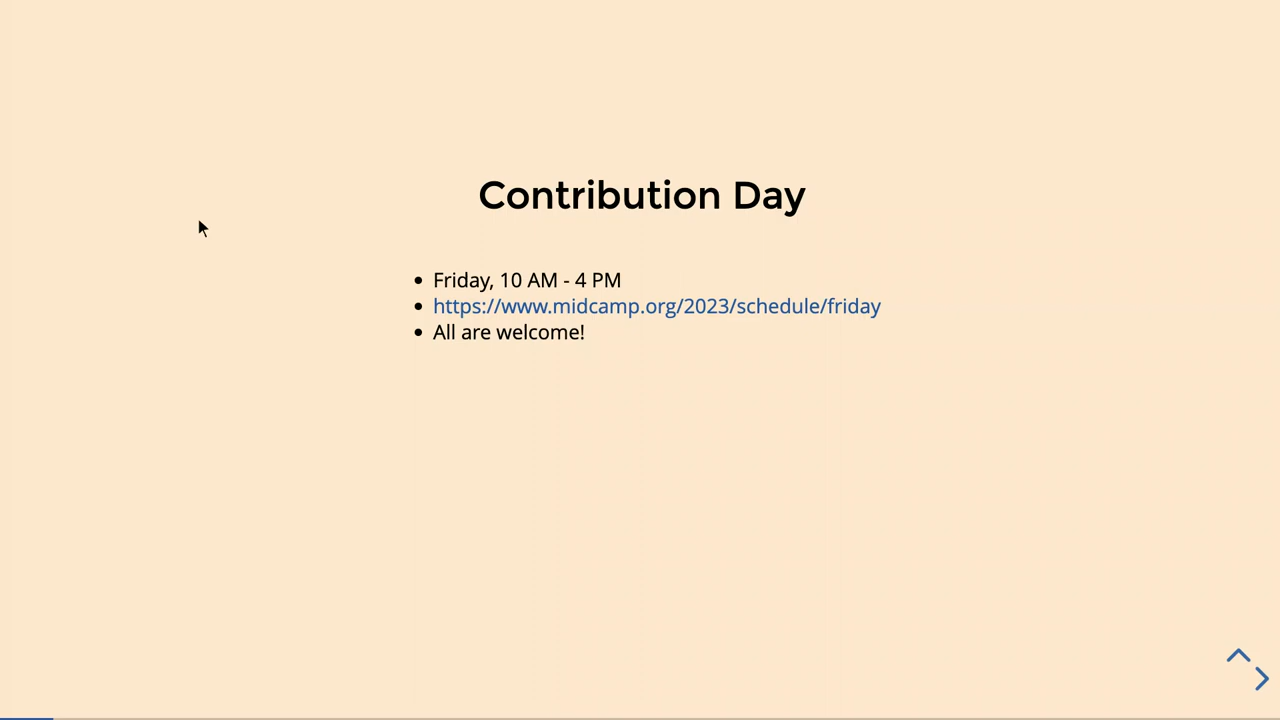 Contribution Day
Friday, 10 AM - 4 PM
https://www.midcamp.org/2023/schedule/friday
All are welcome!